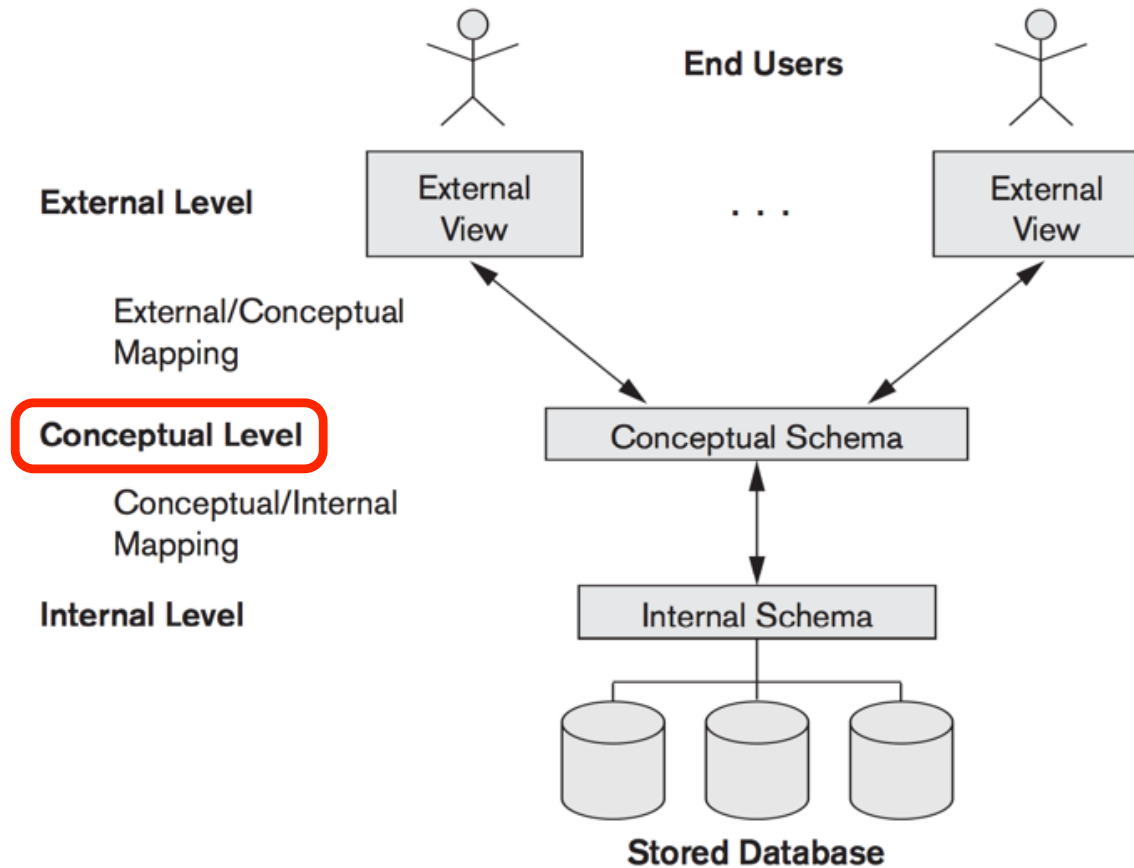 End Users
External Level
External
View
. . .
External
View
External/Conceptual
Mapping
Conceptual Level
Conceptual Schema
Conceptual/Internal
Mapping
Internal Level
Internal Schema
Stored Database